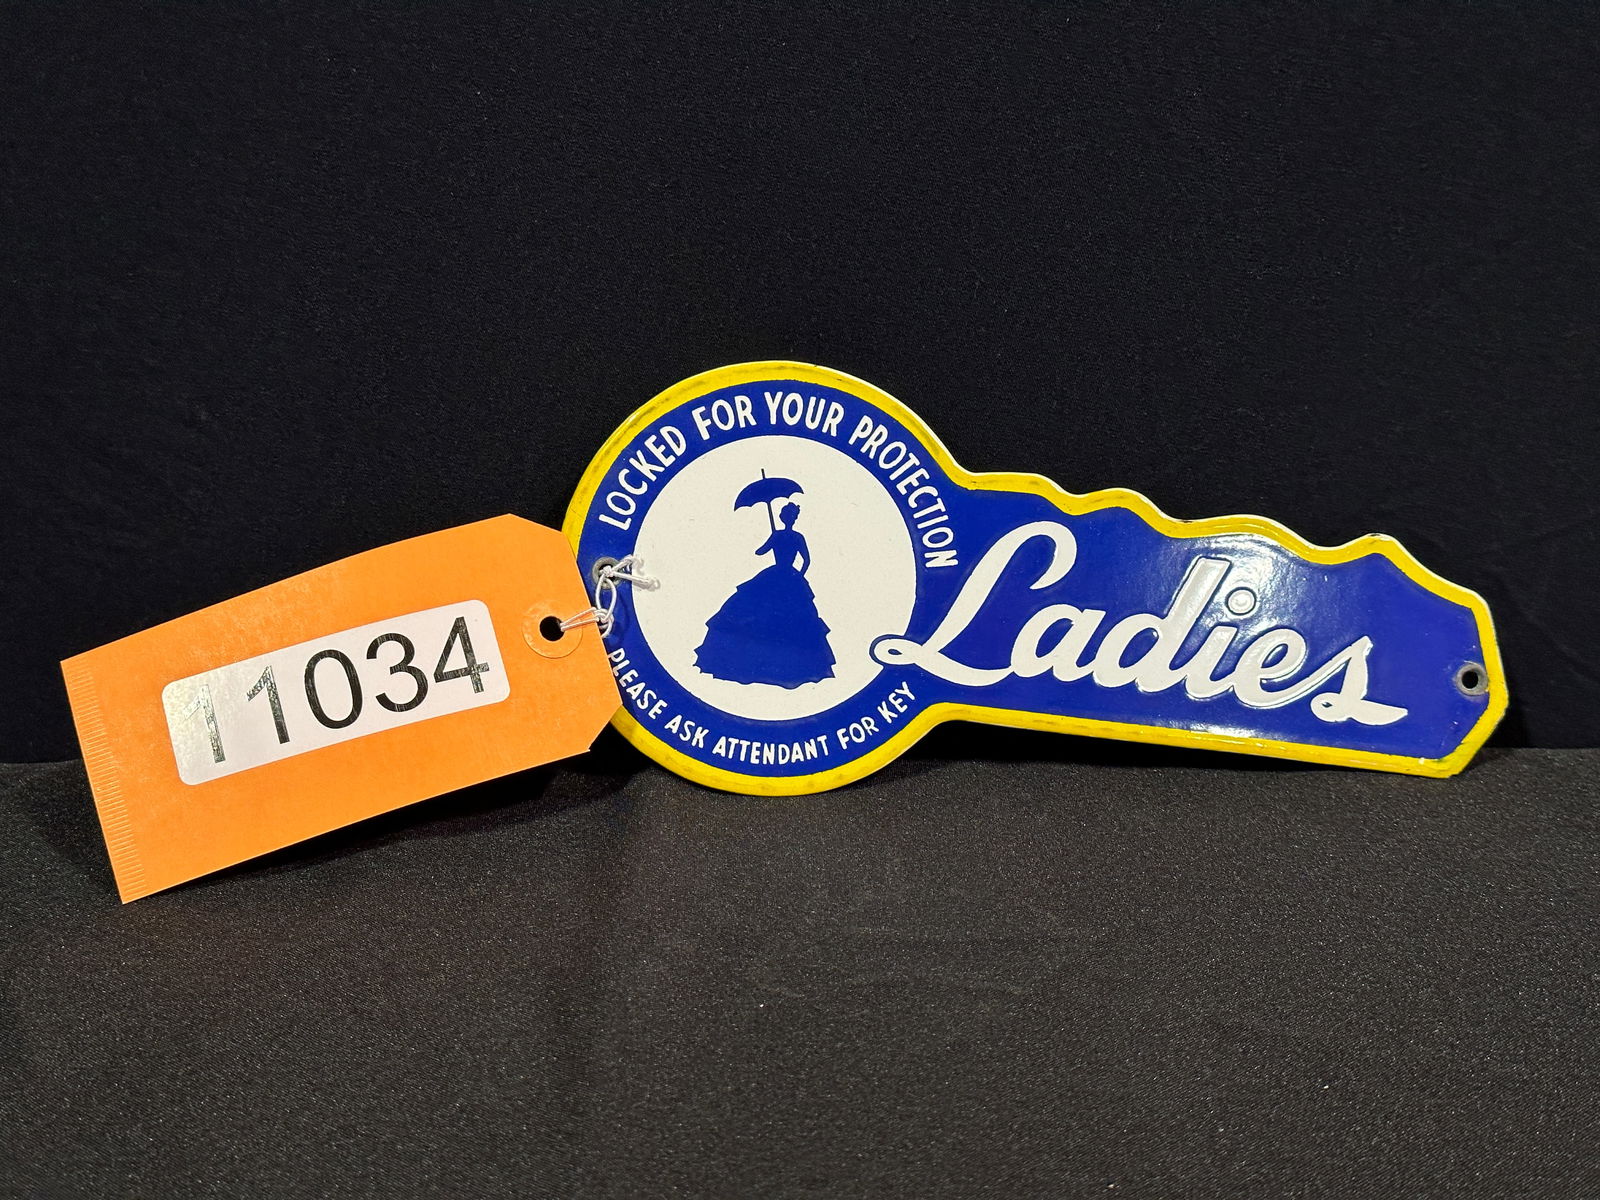 11034
LOCKED FOR YOUR PROTECTION
PLEASE ASK ATTENDANT FOR KEY
Ladies